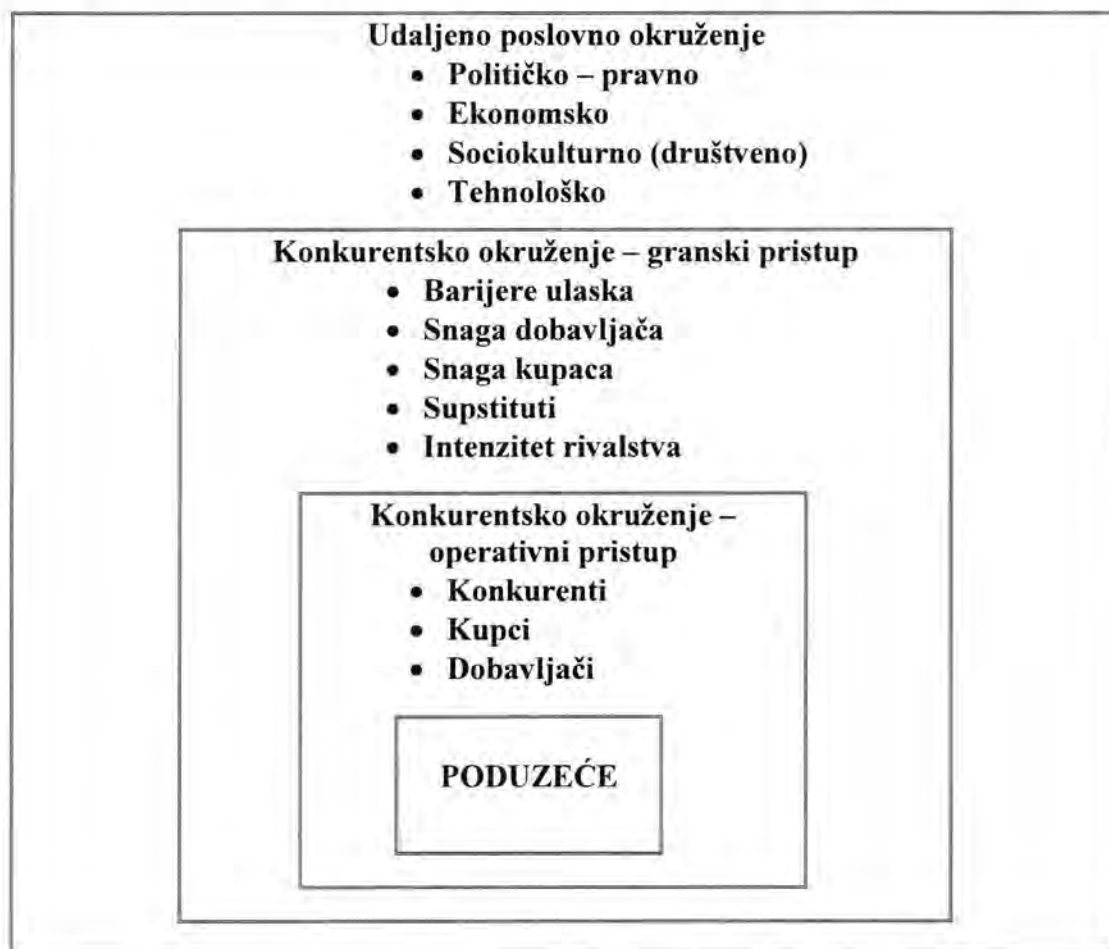 Udaljeno poslovno okruženje
• Političko – pravno
• Ekonomsko
• Sociokulturno (društveno)
• Tehnološko
Konkurentsko okruženje – granski pristup
• Barijere ulaska
• Snaga dobavljača
• Snaga kupaca
• Supstituti
• Intenzitet rivalstva
Konkurentsko okruženje –
operativni pristup
• Konkurenti
• Kupci
• Dobavljači
PODUZEĆE